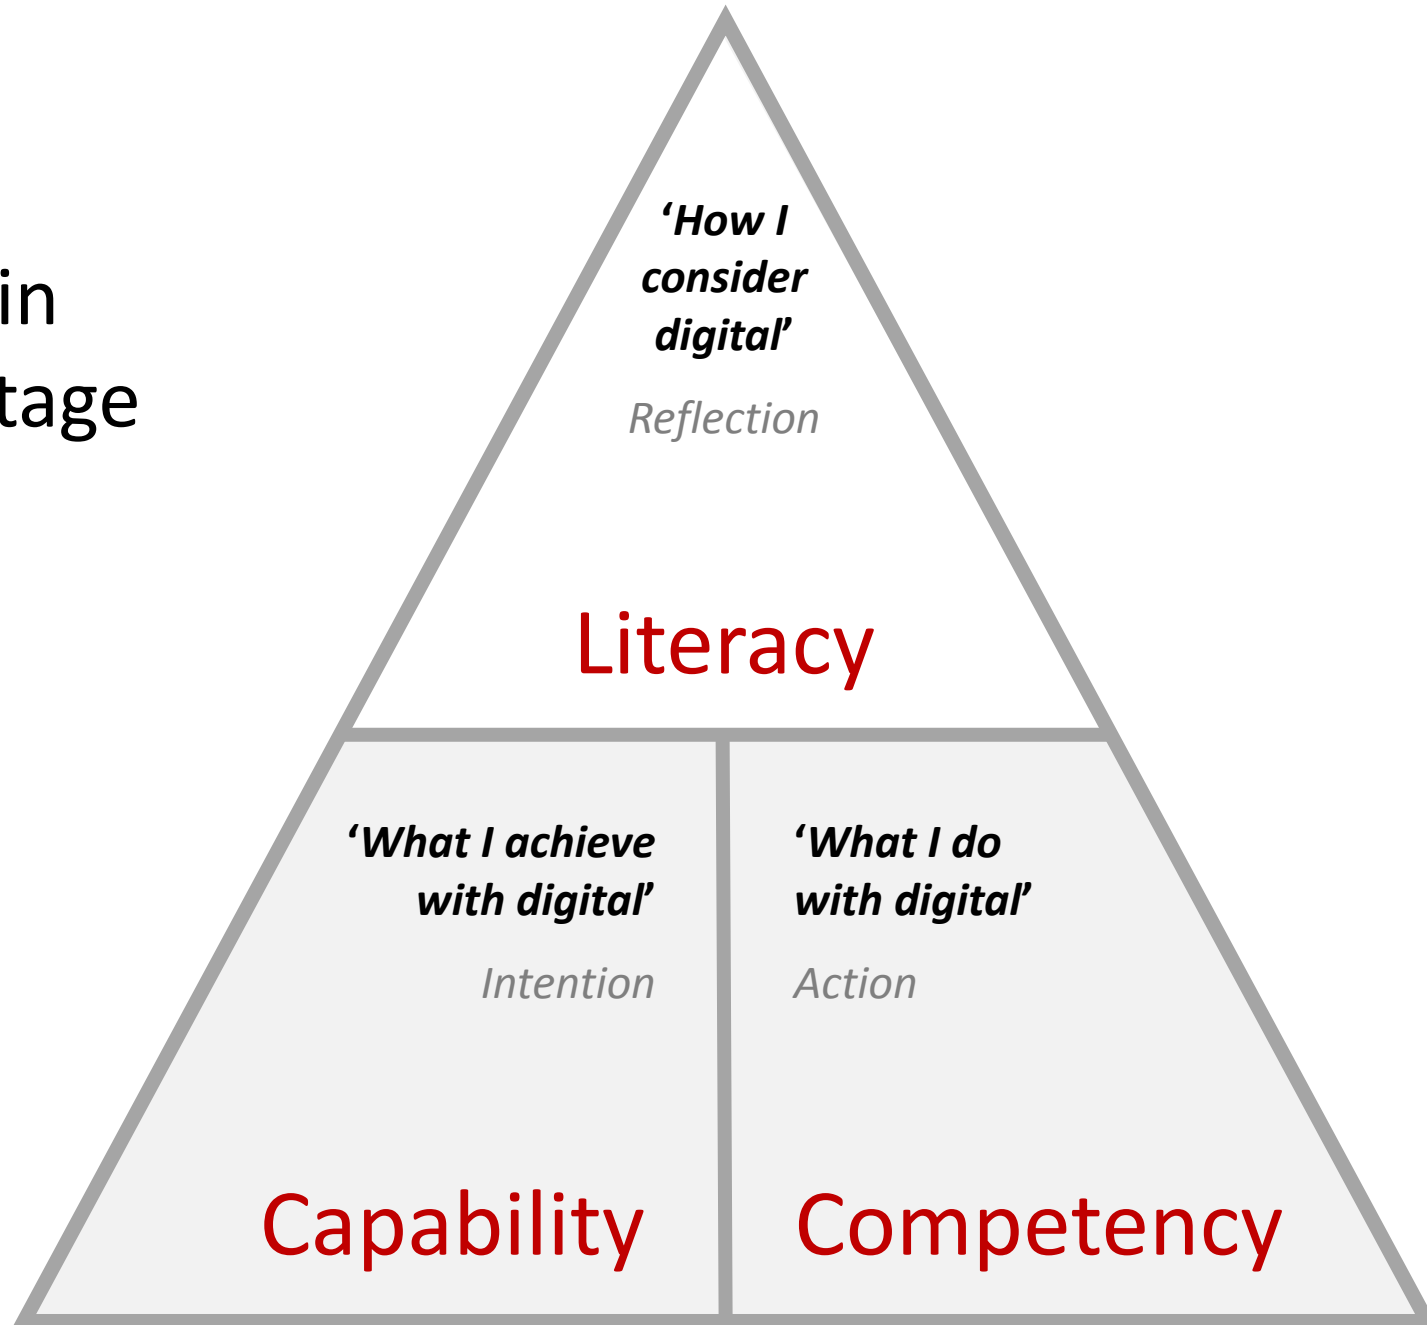 in
tage
‘How I
consider
digital’
Reflection
Literacy
‘What I achieve
with digital’
Intention
Capability
‘What I do
with digital’
Action
Competency